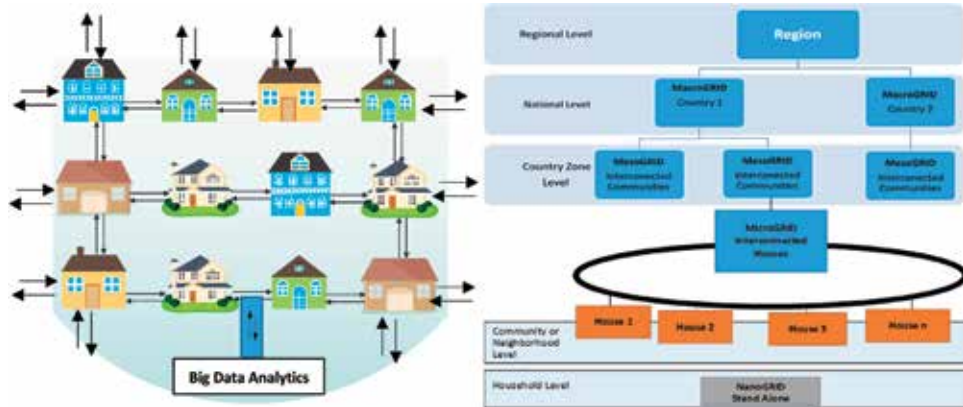 Big Data Analytics
Regional Level
Region
National Level
MacroGRID
Country 1
MacroGRID
Country 2
Country Zone
Level
MesoGRID
Interconnected
Communities
MesoGRID
Interconnected
Communities
MesoGRID
Interconnected
Communities
MicroGRID
Interconnected
Houses
House 1
House 2
House 3
House n
Community or
Neighborhood
Level
Household Level
NanoGRID
Stand Alone